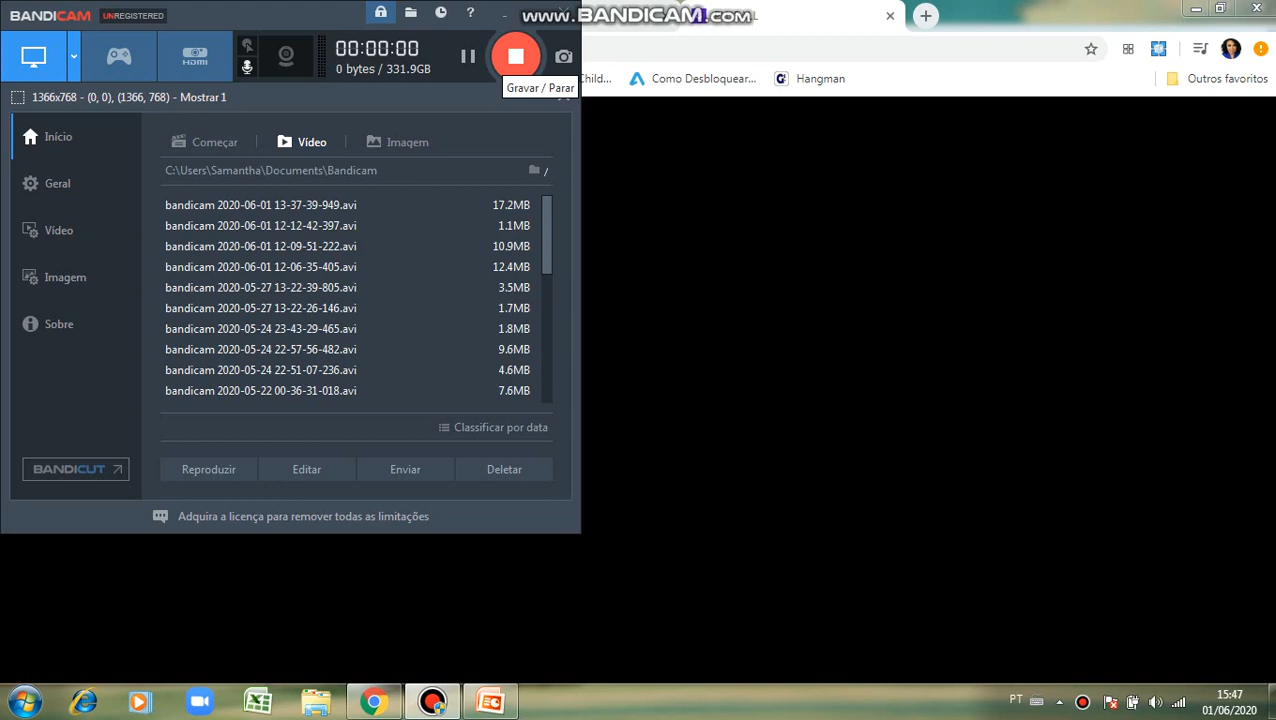 BANDICAM UNREGISTERED
www.BANDICAM.com
HDMI
00:00:00
0 bytes / 331.9GB
Gravar / Parar
1366x768 - (0, 0), (1366, 768) - Mostrar 1
Início
Geral
Vídeo
Imagem
Sobre
BANDICUT
Começar
Vídeo
Imagem
C:\Users\Samantha\Documents\Bandicam
/
bandicam 2020-06-01 13-37-39-949.avi 17.2MB
bandicam 2020-06-01 12-12-42-397.avi 1.1MB
bandicam 2020-06-01 12-09-51-222.avi 10.9MB
bandicam 2020-06-01 12-06-35-405.avi 12.4MB
bandicam 2020-05-27 13-22-39-805.avi 3.5MB
bandicam 2020-05-27 13-22-26-146.avi 1.7MB
bandicam 2020-05-24 23-43-29-465.avi 1.8MB
bandicam 2020-05-24 22-57-56-482.avi 9.6MB
bandicam 2020-05-24 22-51-07-236.avi 4.6MB
bandicam 2020-05-22 00-36-31-018.avi 7.6MB
Classificar por data
Reproduzir
Editar
Enviar
Deletar
Adquira a licença para remover todas as limitações
Child...
Como Desbloquear...
Hangman
Outros favoritos
PT
15:47
01/06/2020